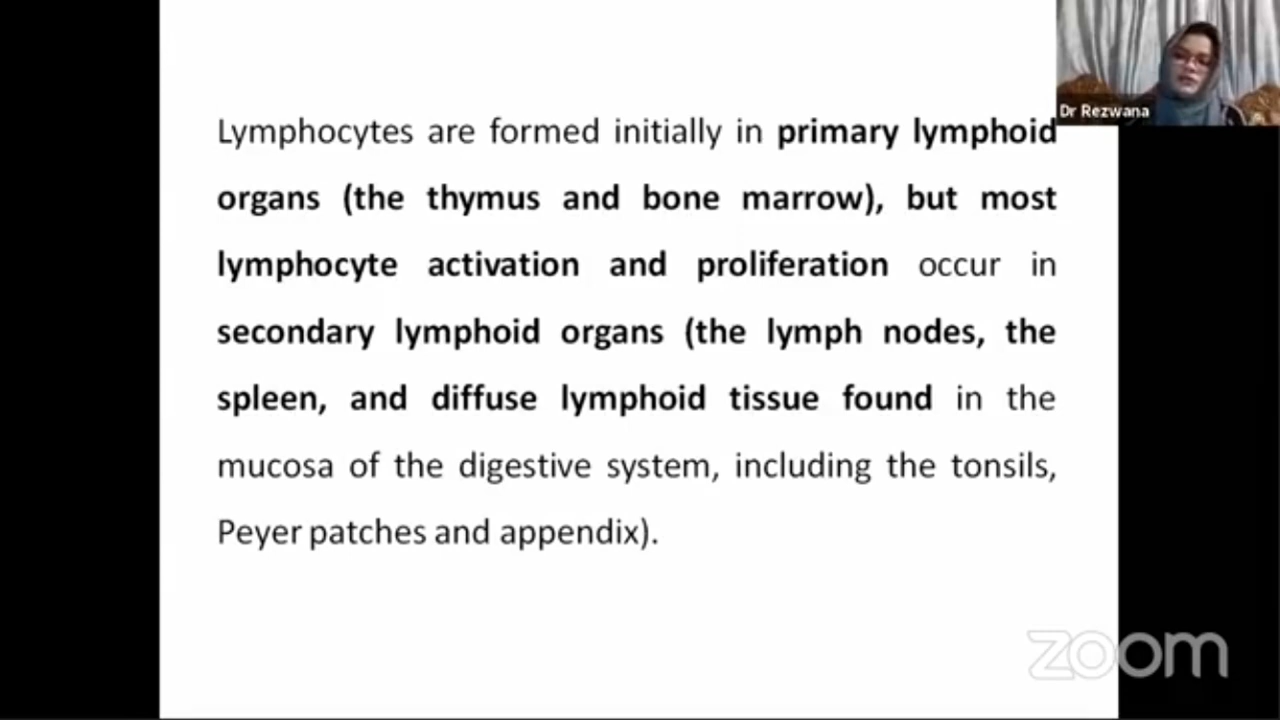 Lymphocytes are formed initially in primary lymphoid
organs (the thymus and bone marrow), but most
lymphocyte activation and proliferation occur in
secondary lymphoid organs (the lymph nodes, the
spleen, and diffuse lymphoid tissue found in the
mucosa of the digestive system, including the tonsils,
Peyer patches and appendix).
Dr Rezwana
zoom